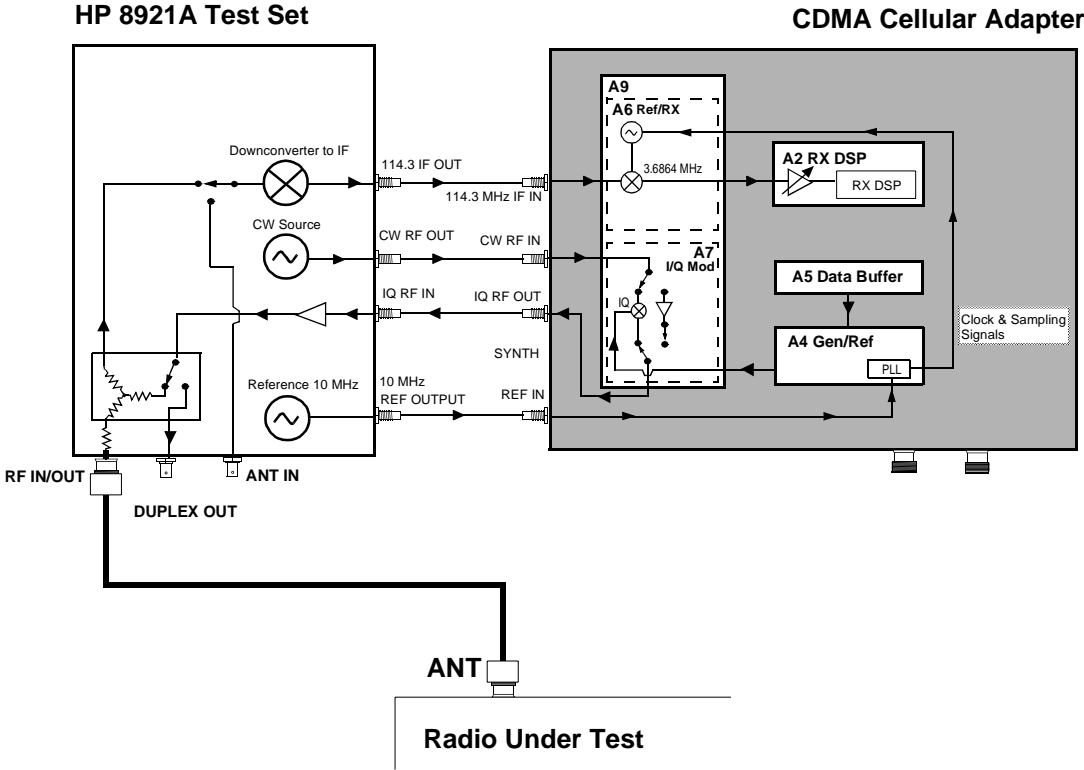 HP 8921A Test Set
CDMA Cellular Adapter
A9
A6 Ref/RX
Downconverter to IF
114.3 IF OUT
114.3 MHz IF IN
3.6864 MHz
A2 RX DSP
RX DSP
CW Source
CW RF OUT
CW RF IN
A7
I/Q Mod
IQ RF IN
IQ RF OUT
IQ
A5 Data Buffer
Clock & Sampling
Signals
SYNTH
A4 Gen/Ref
PLL
Reference 10 MHz
10 MHz
REF OUTPUT
REF IN
RF IN/OUT
ANT IN
DUPLEX OUT
ANT
Radio Under Test